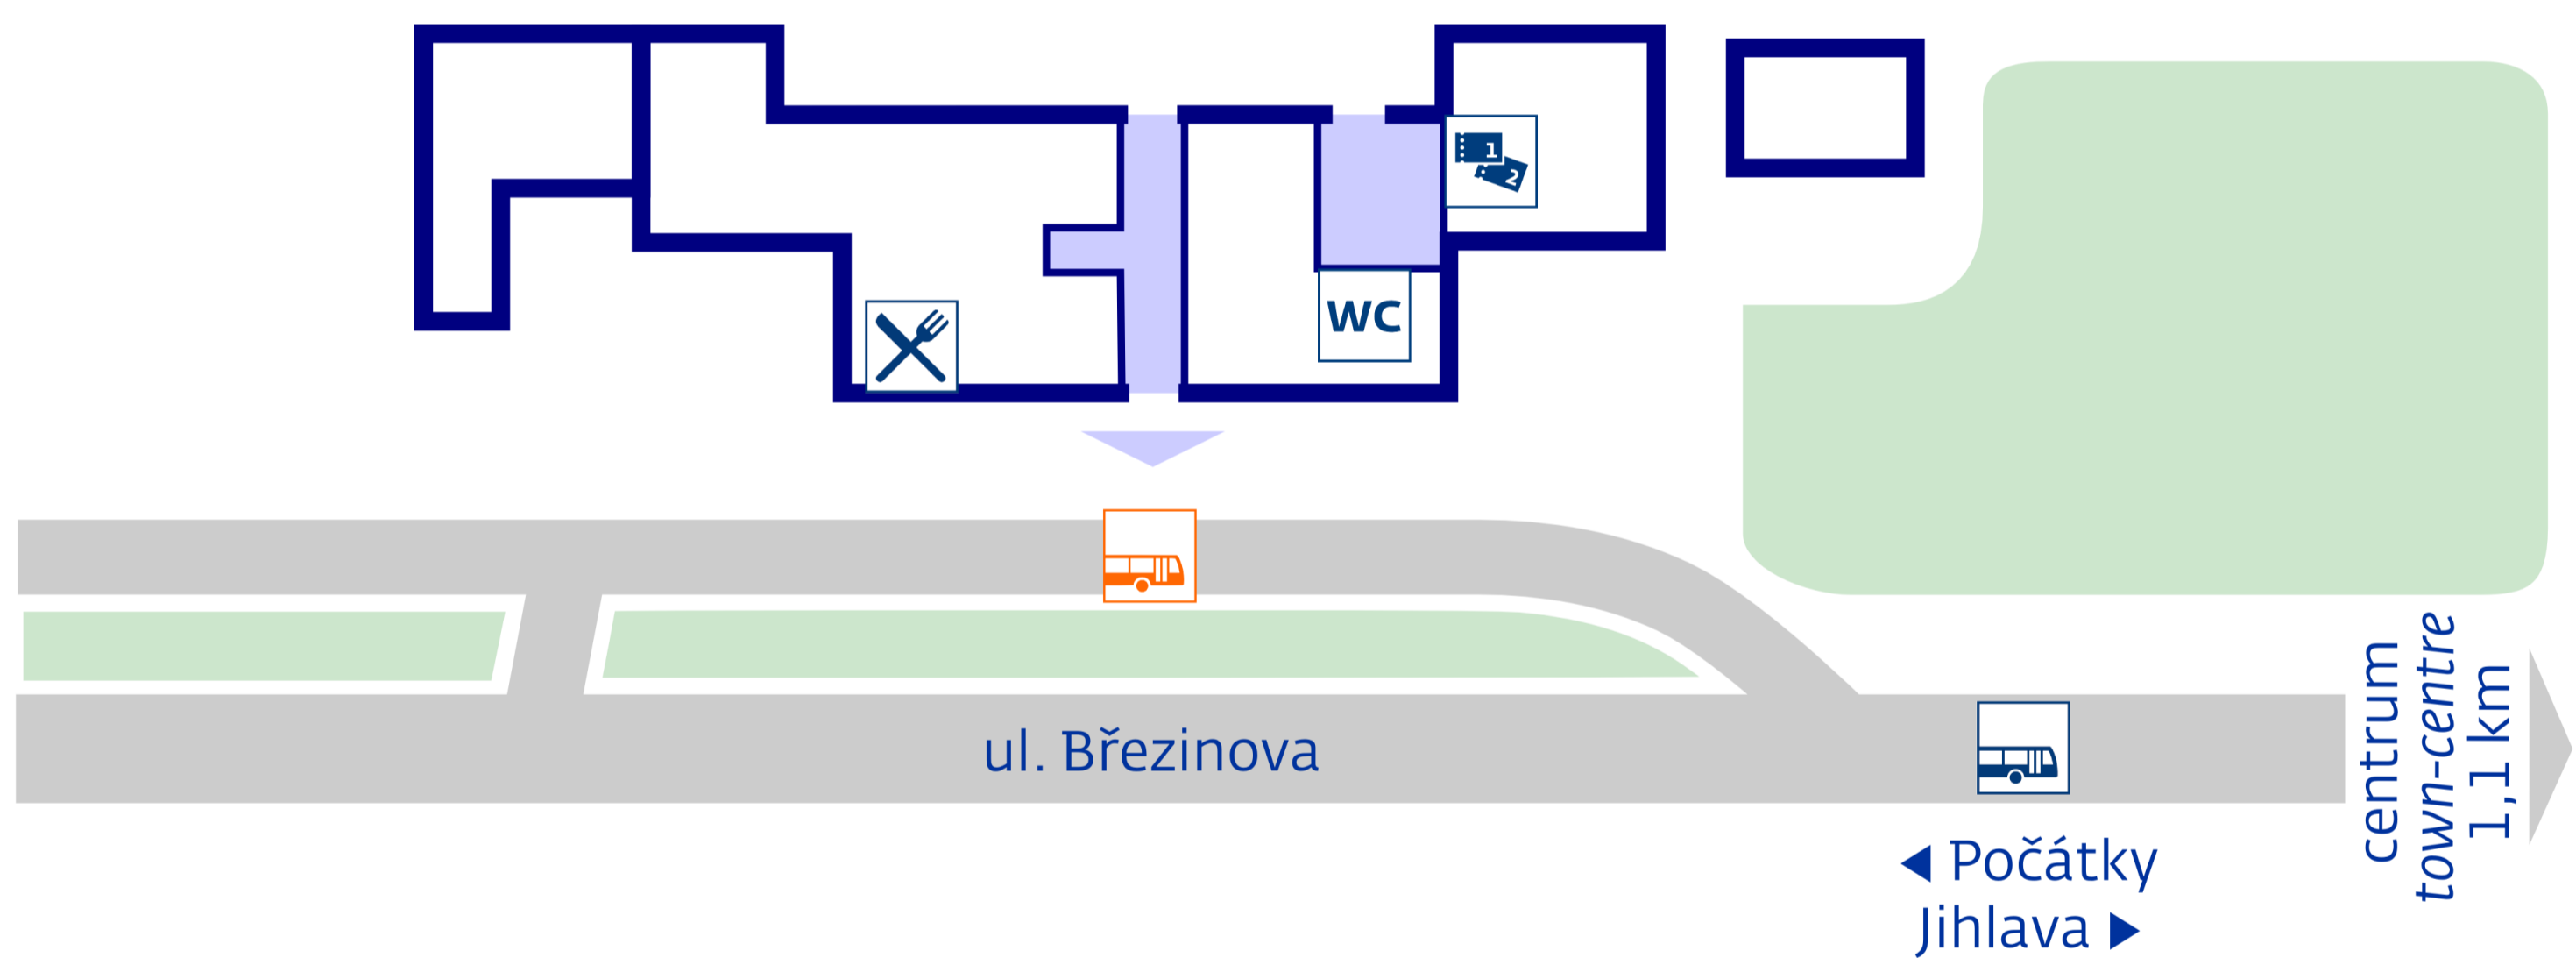 1
2
WC
ul. Březinova
centrum
town-centre
1,1 km
Počátky
Jihlava